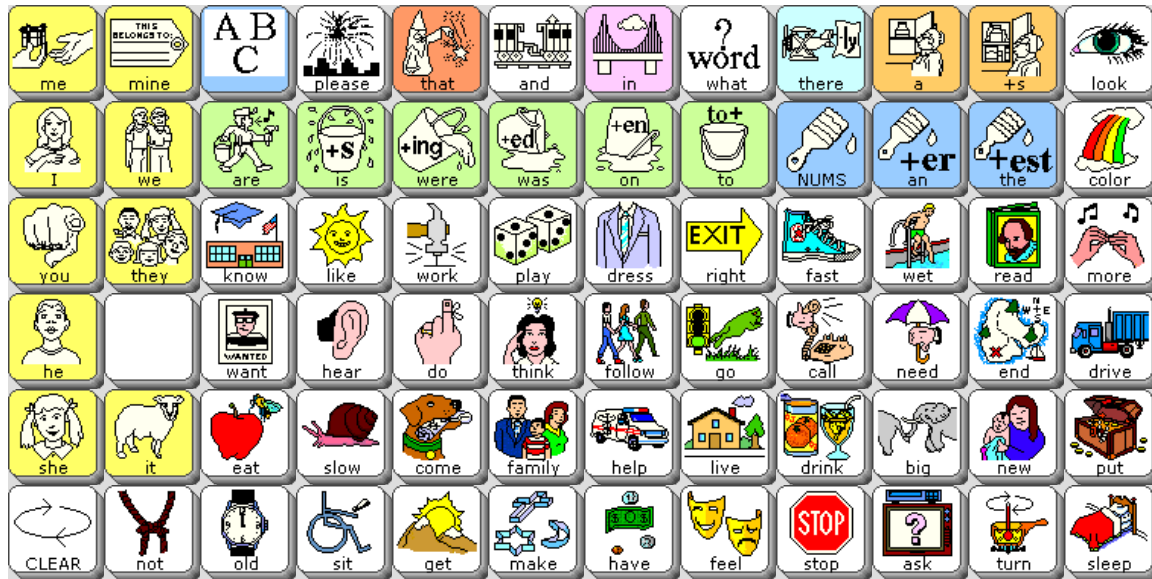 THIS
BELONGS TO:
A B
C
?
word
-ly
me mine please that and in what there a +s look
+s +ing +ed +en to+ +er +est
I we are is were was on to NUMS an the color
EXIT
you they know like work play dress right fast wet read more
WANTED
N
W E
S
he want hear do think follow go call need end drive
she it eat slow come family help live drink big new put
STOP ?
CLEAR not old sit get make have feel stop ask turn sleep